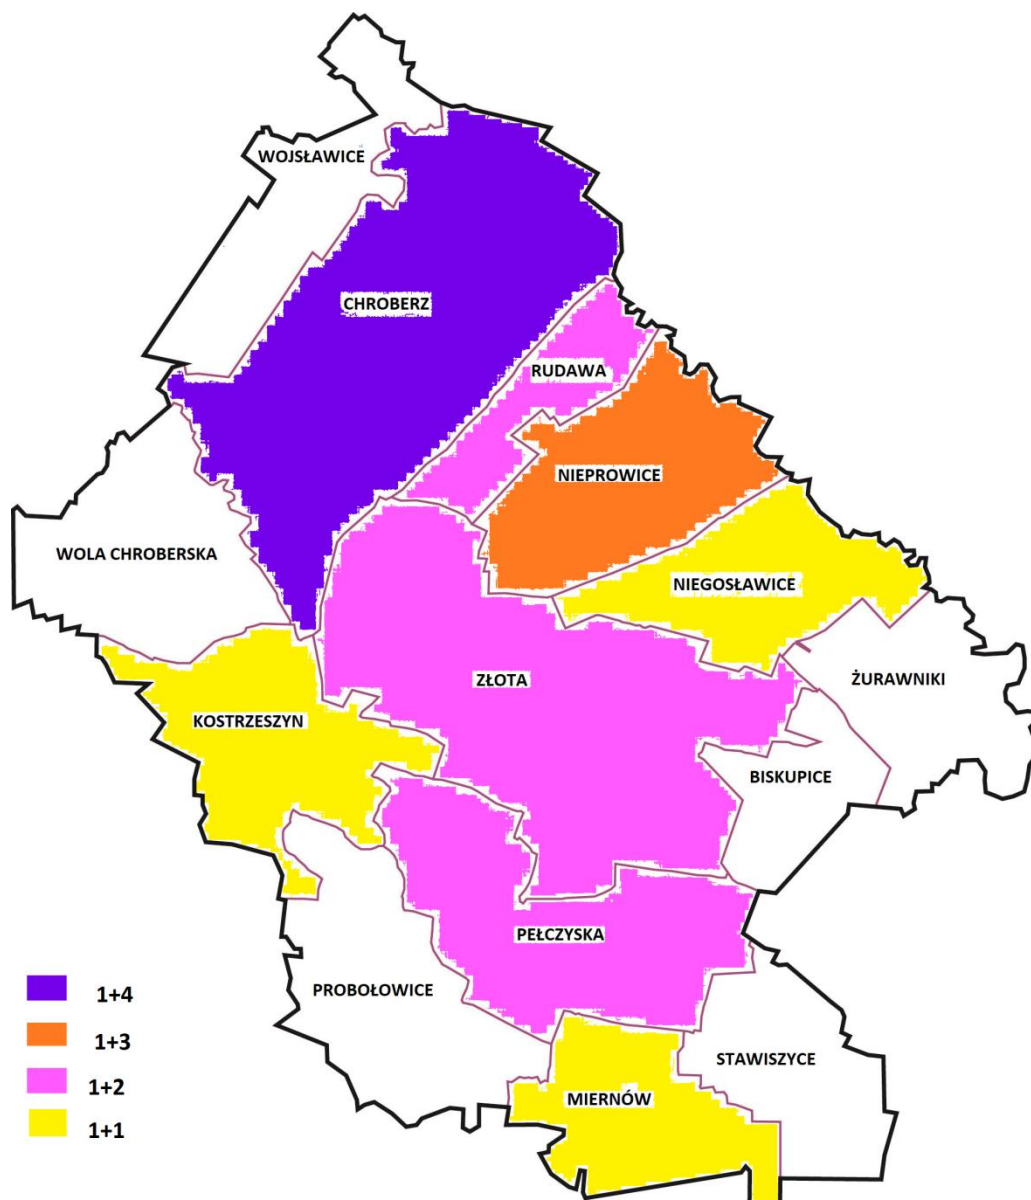 WOJSŁAWICE
CHROBERZ
RUDAWA
NIEPROWICE
WOLA CHROBERSKA
NIEGOSŁAWICE
ZŁOTA
ŻURAWNIKI
KOSTRZESZYN
BISKUPICE
PEŁCZYSKA
PROBOŁOWICE
STAWISZYCE
MIERNÓW
1+4
1+3
1+2
1+1